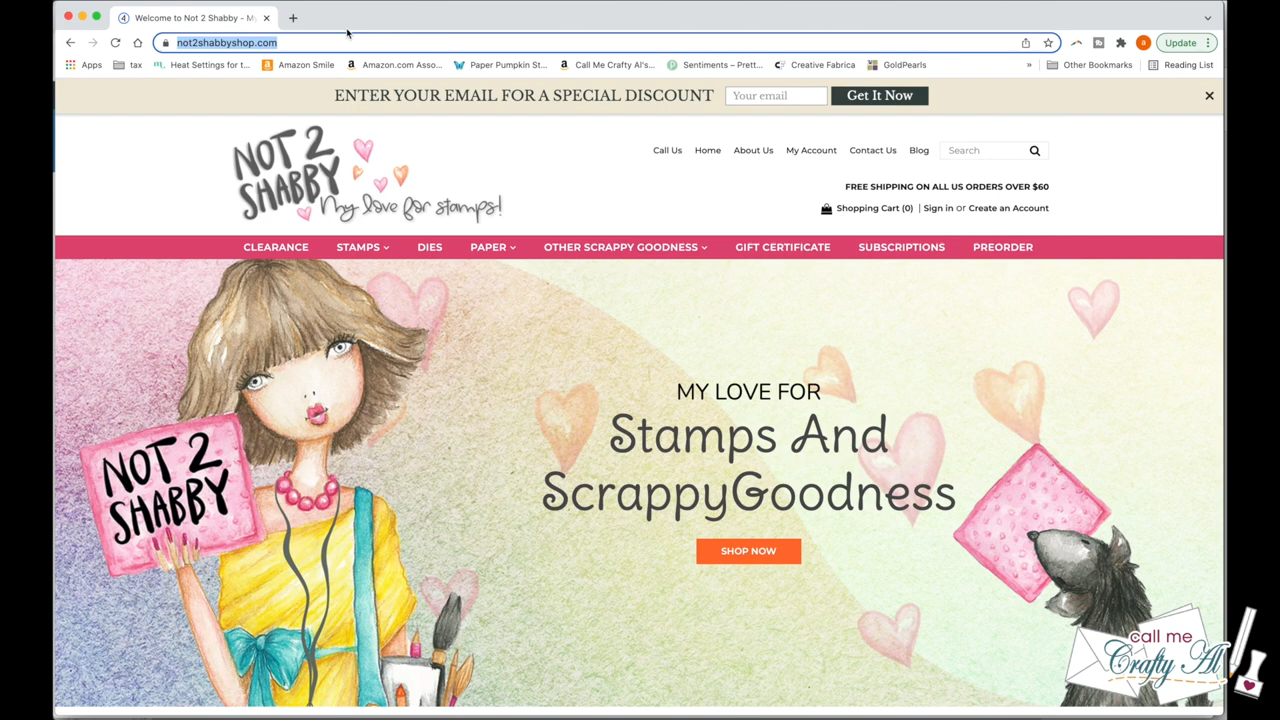 Welcome to Not 2 Shabby - My
not2shabbyshop.com
Update
Apps
tax
Heat Settings for t...
Amazon Smile
Amazon.com Asso...
Paper Pumpkin St...
Call Me Crafty Al's...
Sentiments – Prett...
Creative Fabrica
GoldPearls
»
Other Bookmarks
Reading List
ENTER YOUR EMAIL FOR A SPECIAL DISCOUNT
Your email
Get It Now
NOT 2
SHABBY
My love for stamps!
Call Us
Home
About Us
My Account
Contact Us
Blog
Search
FREE SHIPPING ON ALL US ORDERS OVER $60
Shopping Cart (0) | Sign in or Create an Account
CLEARANCE
STAMPS
DIES
PAPER
OTHER SCRAPPY GOODNESS
GIFT CERTIFICATE
SUBSCRIPTIONS
PREORDER
MY LOVE FOR
Stamps And
ScrappyGoodness
SHOP NOW
NOT 2
SHABBY
call me
Crafty Al